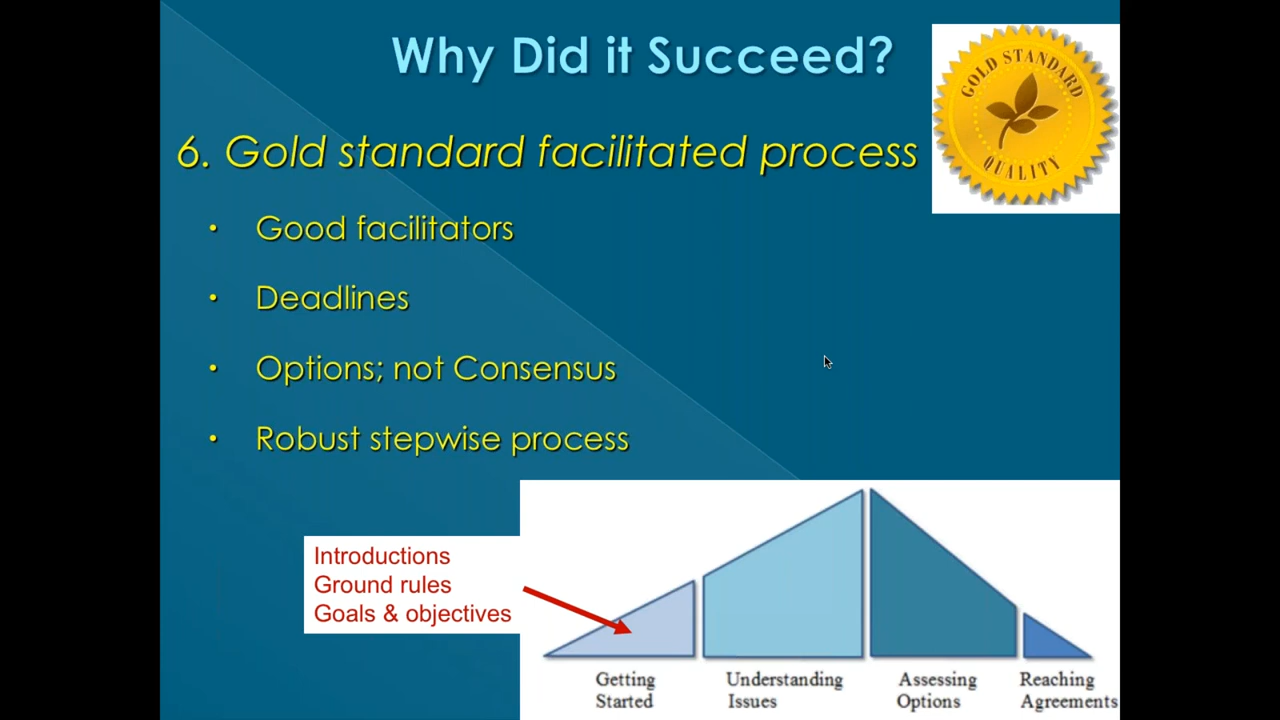 Why Did it Succeed?
GOLD STANDARD
QUALITY
6. Gold standard facilitated process
• Good facilitators
• Deadlines
• Options; not Consensus
• Robust stepwise process
Introductions
Ground rules
Goals & objectives
Getting
Started
Understanding
Issues
Assessing
Options
Reaching
Agreements